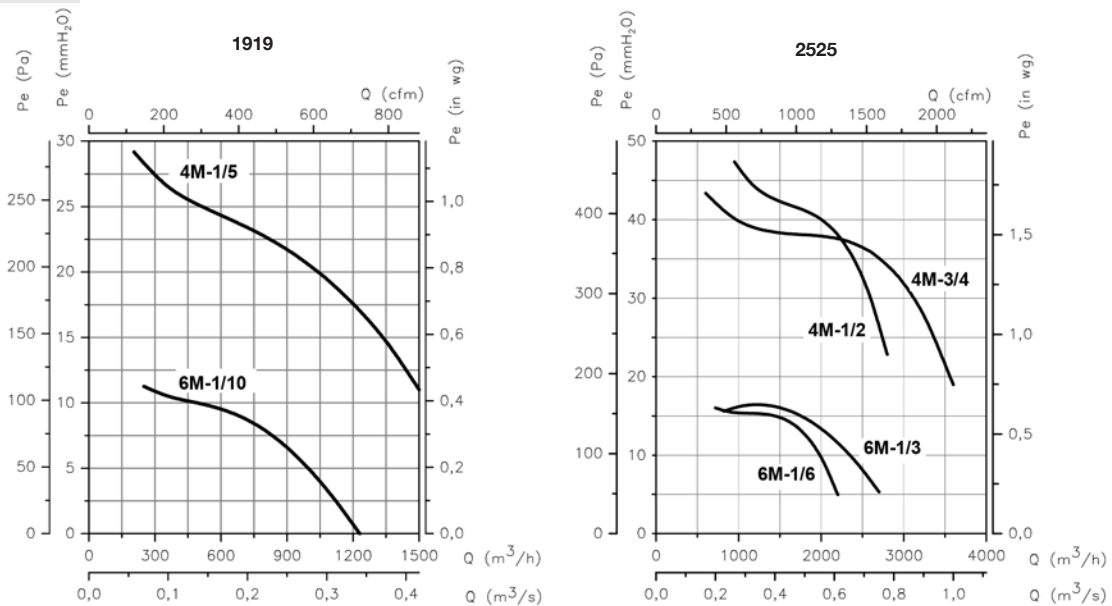 1919
Pe (Pa)
Pe (mmH2O)
Q (cfm)
Pe (in wg)
0 200 400 600 800
30
25
20
15
10
5
0
250
200
150
100
50
0
1,0
0,8
0,6
0,4
0,2
0,0
4M-1/5
6M-1/10
0 300 600 900 1200 1500 Q (m3/h)
0,0 0,1 0,2 0,3 0,4 Q (m3/s)
2525
Pe (Pa)
Pe (mmH2O)
Q (cfm)
Pe (in wg)
0 500 1000 1500 2000
50
40
30
20
10
0
400
300
200
100
0
1,5
1,0
0,5
0,0
4M-3/4
4M-1/2
6M-1/3
6M-1/6
0 1000 2000 3000 4000 Q (m3/h)
0,0 0,2 0,4 0,6 0,8 1,0 Q (m3/s)